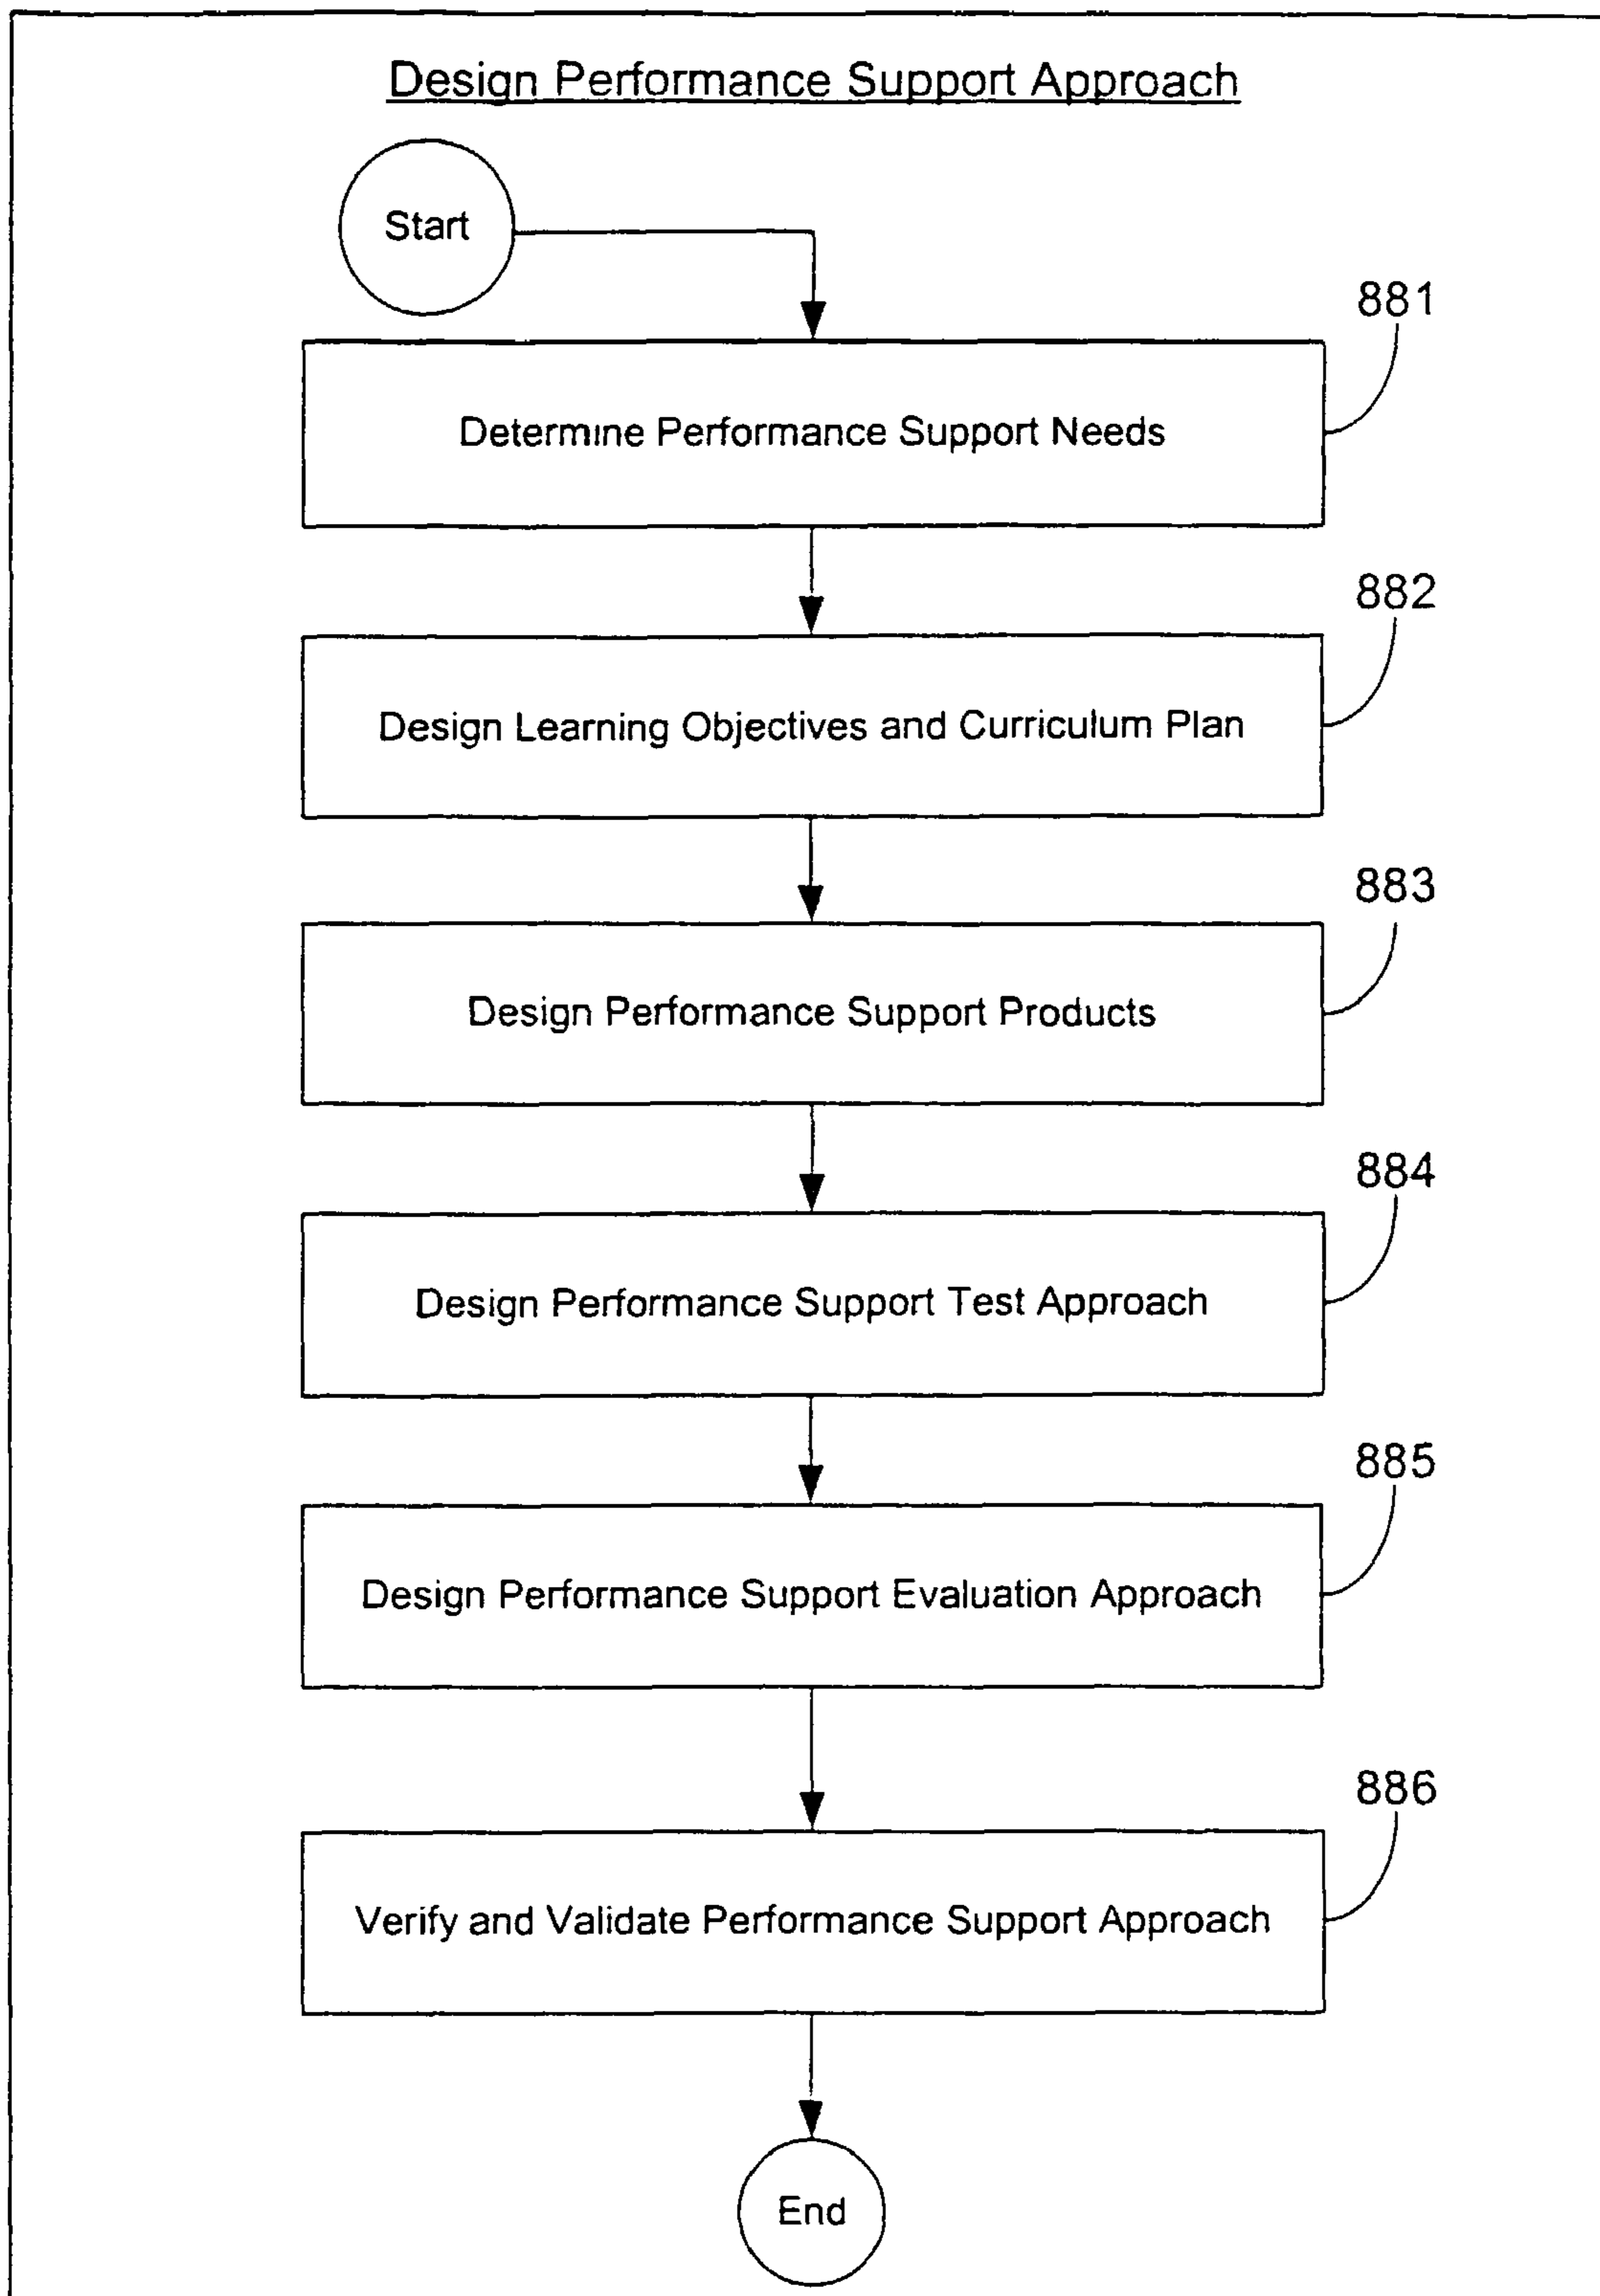 Design Performance Support Approach
Start
881
Determine Performance Support Needs
882
Design Learning Objectives and Curriculum Plan
883
Design Performance Support Products
884
Design Performance Support Test Approach
885
Design Performance Support Evaluation Approach
886
Verify and Validate Performance Support Approach
End